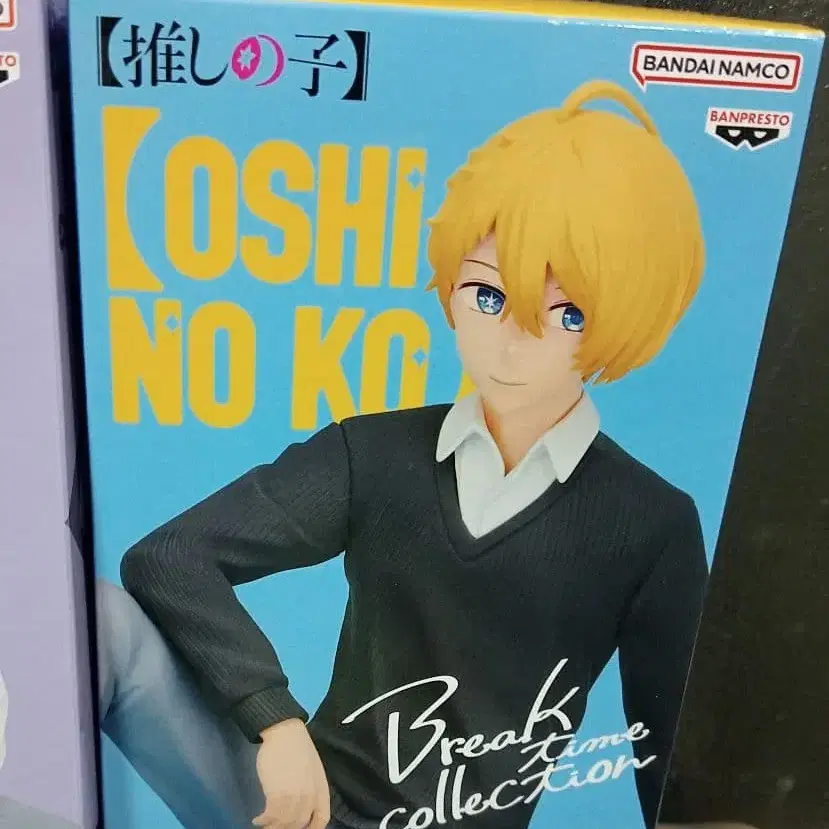 【推しの子】
BANDAI NAMCO
BANPRESTO
【OSHI
NO KO
Break
time
collection